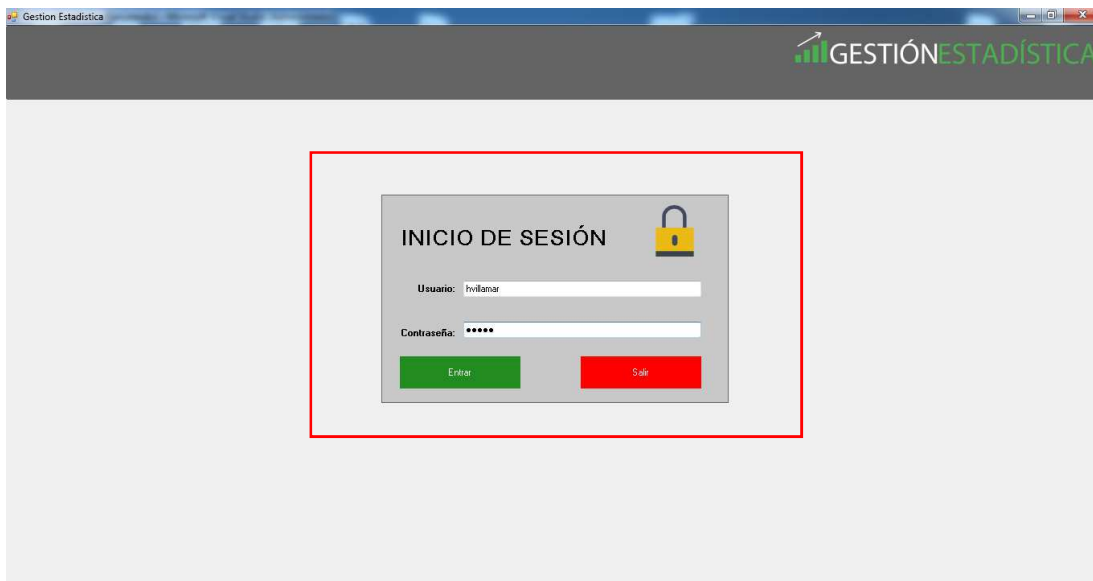 Gestion Estadistica
GESTIÓNESTADÍSTICA
INICIO DE SESIÓN
Usuario: hvillamar
Contraseña: •••••
Entrar Salir